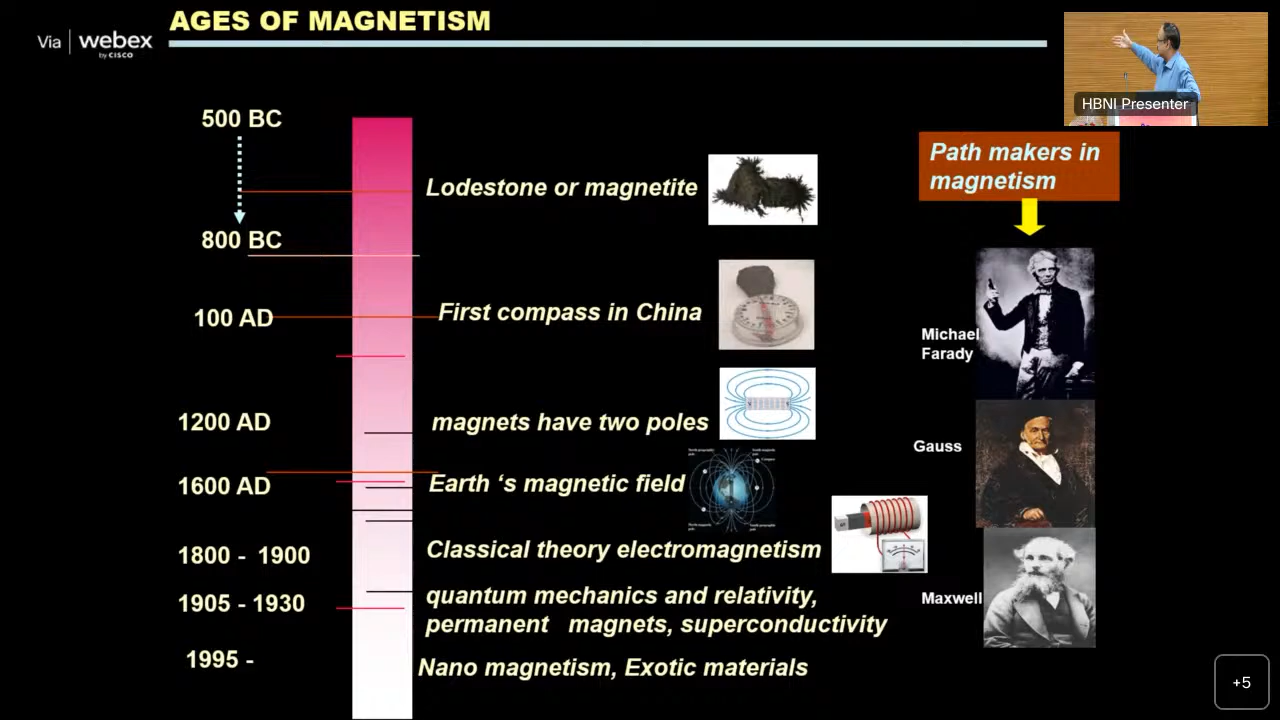 AGES OF MAGNETISM
Via | webex
by CISCO
HBNI Presenter
500 BC
800 BC
100 AD
1200 AD
1600 AD
1800 - 1900
1905 - 1930
1995 -
Lodestone or magnetite
First compass in China
magnets have two poles
Earth ‘s magnetic field
Classical theory electromagnetism
quantum mechanics and relativity,
permanent magnets, superconductivity
Nano magnetism, Exotic materials
Path makers in
magnetism
Michael
Farady
Gauss
Maxwell
+5